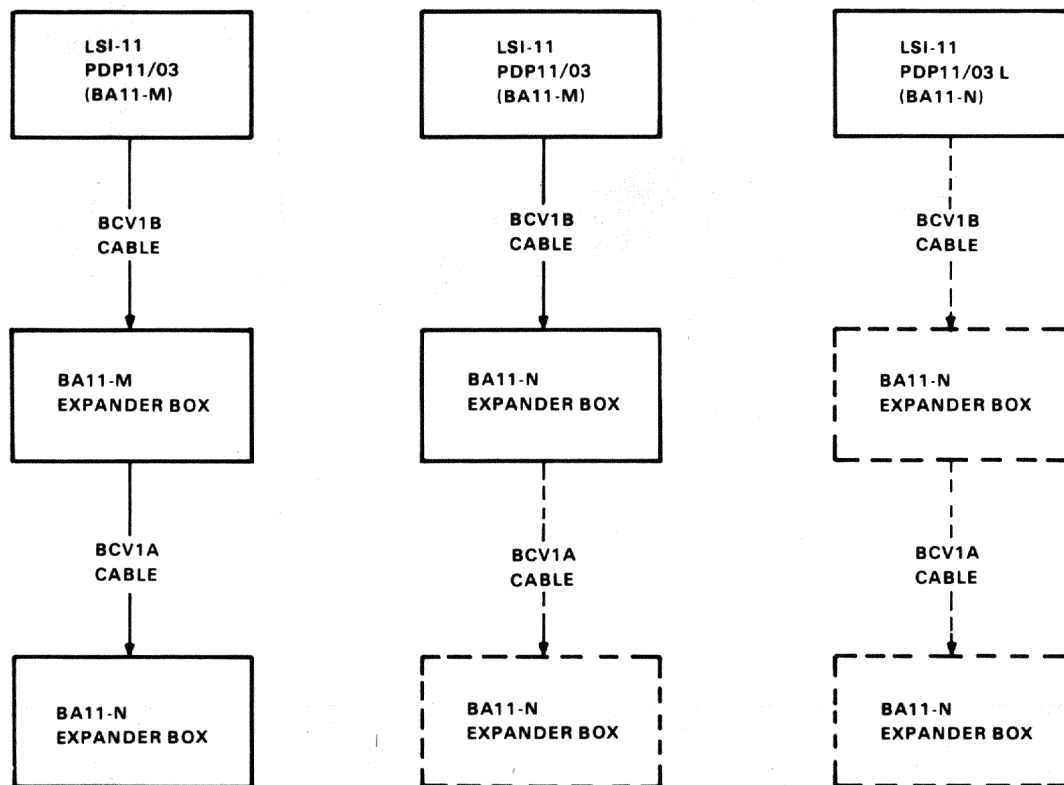 LSI-11
PDP11/03
(BA11-M)
BCV1B
CABLE
BA11-M
EXPANDER BOX
BCV1A
CABLE
BA11-N
EXPANDER BOX
LSI-11
PDP11/03
(BA11-M)
BCV1B
CABLE
BA11-N
EXPANDER BOX
BCV1A
CABLE
BA11-N
EXPANDER BOX
LSI-11
PDP11/03 L
(BA11-N)
BCV1B
CABLE
BA11-N
EXPANDER BOX
BCV1A
CABLE
BA11-N
EXPANDER BOX